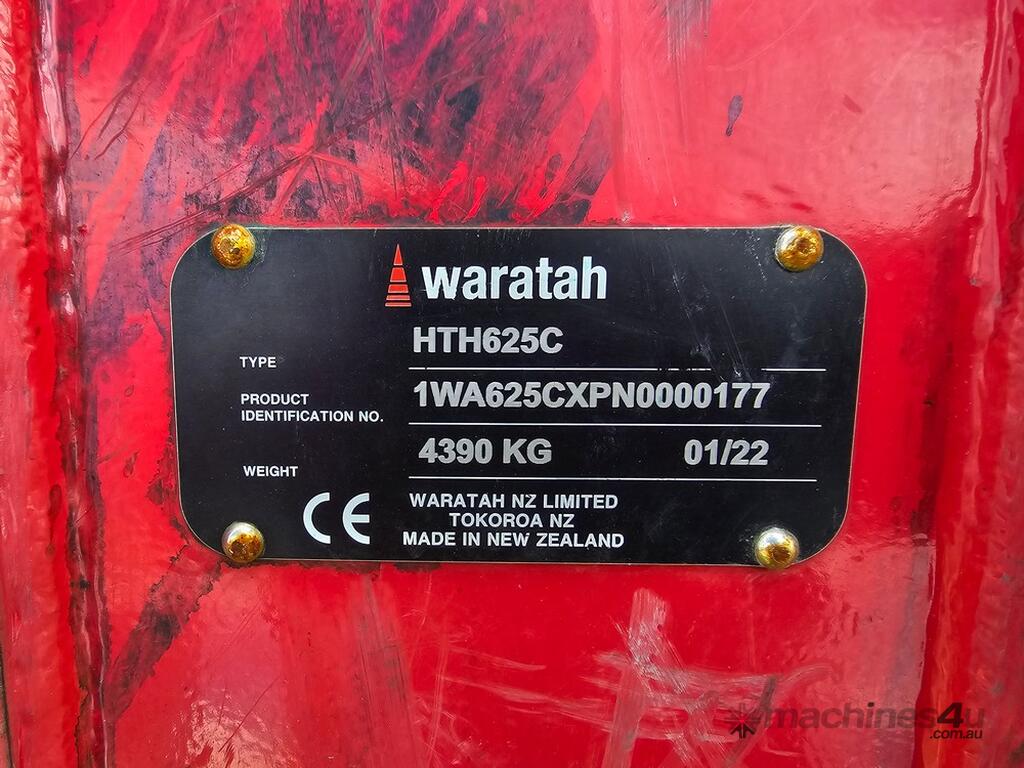 waratah
TYPE HTH625C
PRODUCT IDENTIFICATION NO. 1WA625CXPN0000177
WEIGHT 4390 KG 01/22
CE WARATAH NZ LIMITED
TOKOROA NZ
MADE IN NEW ZEALAND
machines4u
.com.au